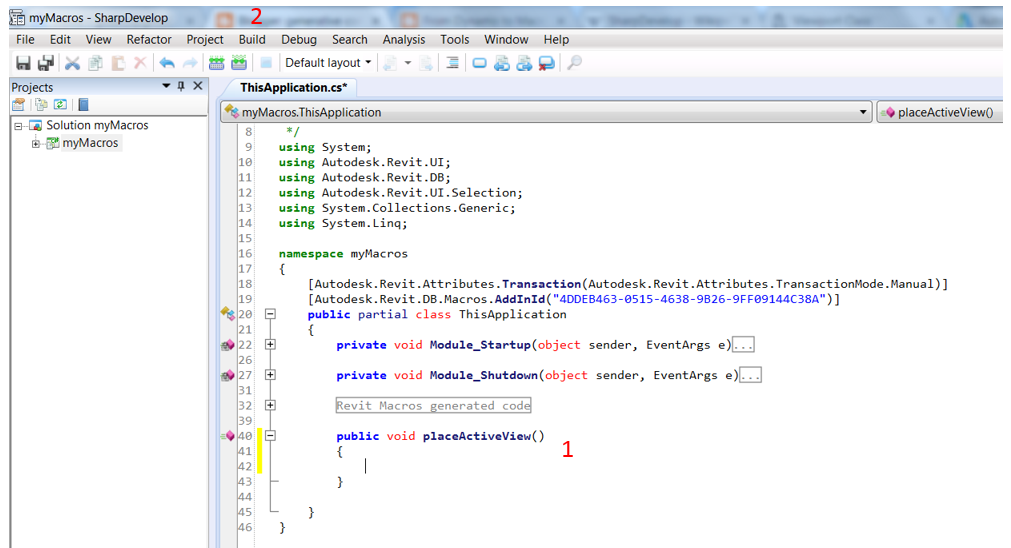 myMacros - SharpDevelop
2
File Edit View Refactor Project Build Debug Search Analysis Tools Window Help
Default layout
Projects
ThisApplication.cs*
myMacros.ThisApplication
placeActiveView()
Solution myMacros
myMacros
8 */
9 using System;
10 using Autodesk.Revit.UI;
11 using Autodesk.Revit.DB;
12 using Autodesk.Revit.UI.Selection;
13 using System.Collections.Generic;
14 using System.Linq;
15
16 namespace myMacros
17 {
18 [Autodesk.Revit.Attributes.Transaction(Autodesk.Revit.Attributes.TransactionMode.Manual)]
19 [Autodesk.Revit.DB.Macros.AddInId("4DDEB463-0515-4638-9B26-9FF09144C38A")]
20 public partial class ThisApplication
21 {
22 private void Module_Startup(object sender, EventArgs e)...
26
27 private void Module_Shutdown(object sender, EventArgs e)...
31
32 Revit Macros generated code
39
40 public void placeActiveView()
1
41 {
42
43 }
44
45 }
46 }